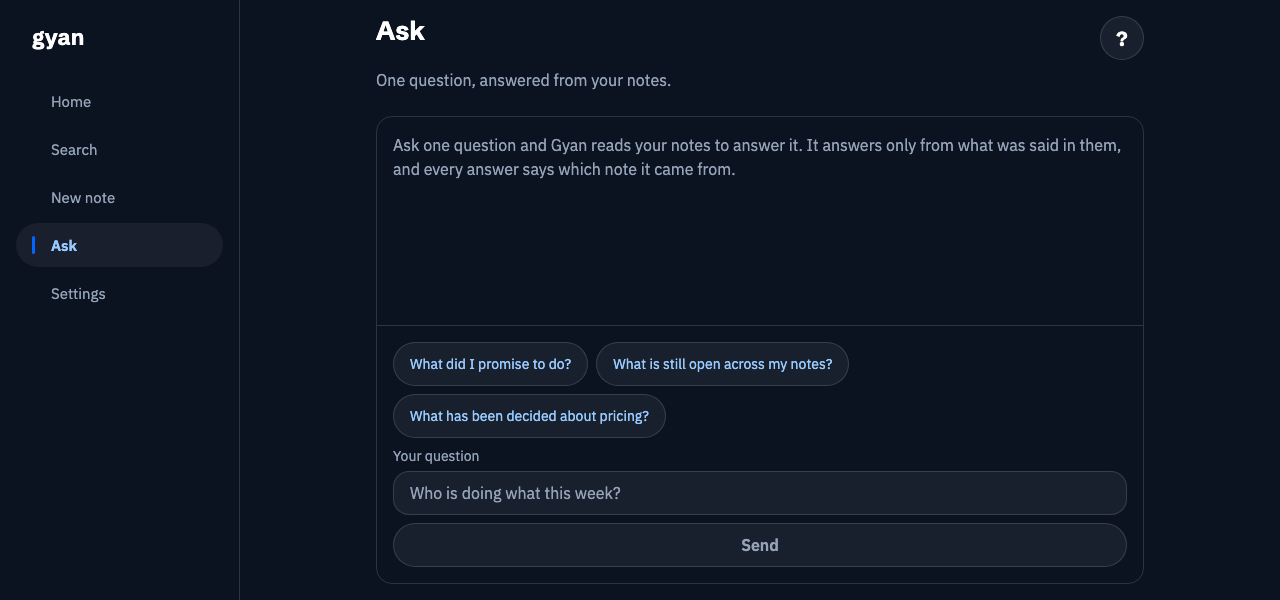 gyan
Home
Search
New note
Ask
Settings
Ask
?
One question, answered from your notes.
Ask one question and Gyan reads your notes to answer it. It answers only from what was said in them,
and every answer says which note it came from.
What did I promise to do?
What is still open across my notes?
What has been decided about pricing?
Your question
Who is doing what this week?
Send